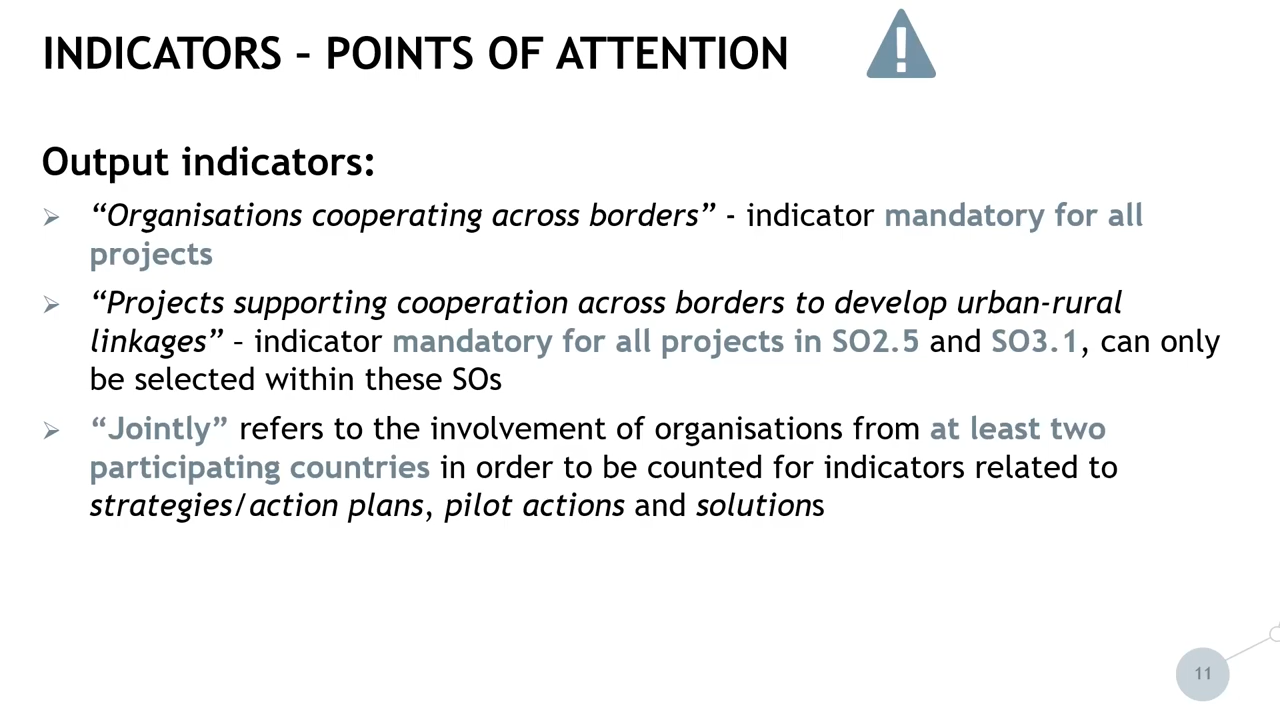 INDICATORS – POINTS OF ATTENTION
Output indicators:
“Organisations cooperating across borders” - indicator mandatory for all
projects
“Projects supporting cooperation across borders to develop urban-rural
linkages” – indicator mandatory for all projects in SO2.5 and SO3.1, can only
be selected within these SOs
“Jointly” refers to the involvement of organisations from at least two
participating countries in order to be counted for indicators related to
strategies/action plans, pilot actions and solutions
11